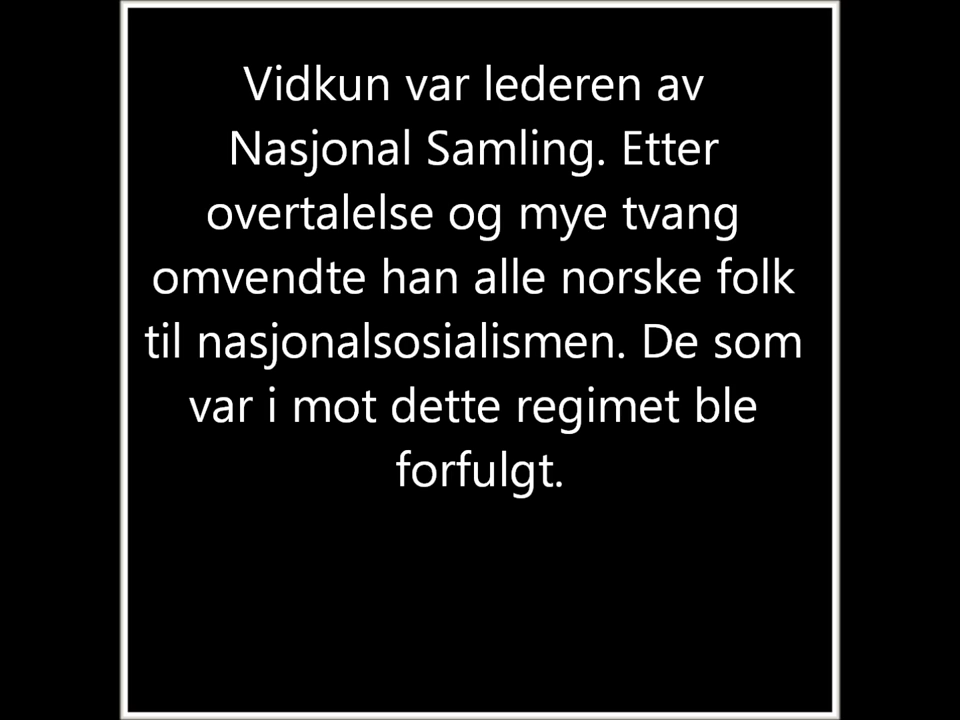 Vidkun var lederen av
Nasjonal Samling. Etter
overtalelse og mye tvang
omvendte han alle norske folk
til nasjonalsosialismen. De som
var i mot dette regimet ble
forfulgt.